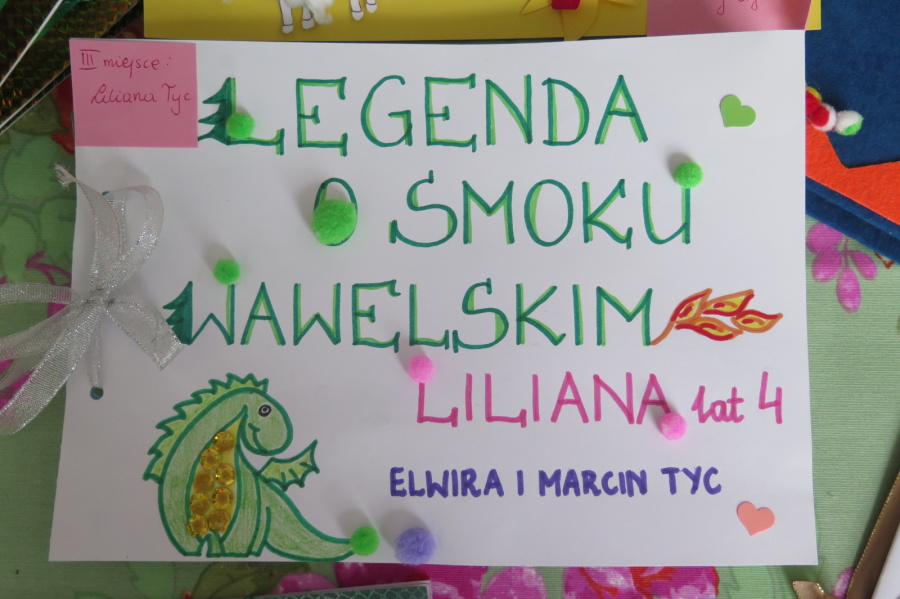 III miejsce:
Liliana Tyc
LEGENDA
O SMOKU
WAWELSKIM
LILIANA lat 4
ELWIRA I MARCIN TYC